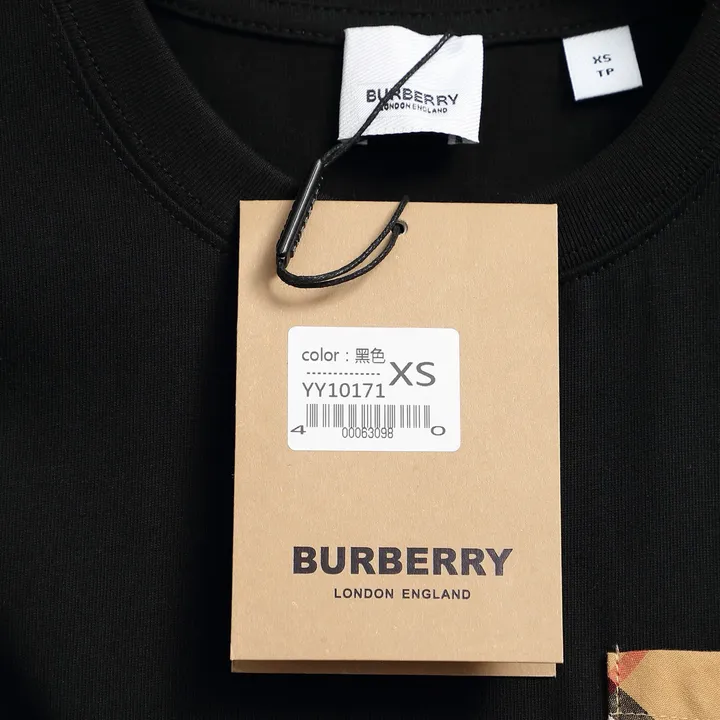 BURBERRY
LONDON ENGLAND
XS
TP
color : 黑色
XS
YY10171
4 00063098 0
BURBERRY
LONDON ENGLAND